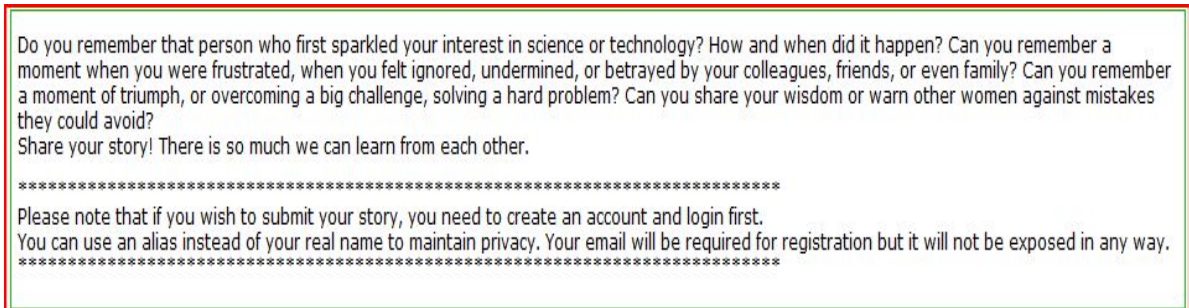 Do you remember that person who first sparkled your interest in science or technology? How and when did it happen? Can you remember a
moment when you were frustrated, when you felt ignored, undermined, or betrayed by your colleagues, friends, or even family? Can you remember
a moment of triumph, or overcoming a big challenge, solving a hard problem? Can you share your wisdom or warn other women against mistakes
they could avoid?
Share your story! There is so much we can learn from each other.
*****************************************************************************
Please note that if you wish to submit your story, you need to create an account and login first.
You can use an alias instead of your real name to maintain privacy. Your email will be required for registration but it will not be exposed in any way.
*****************************************************************************